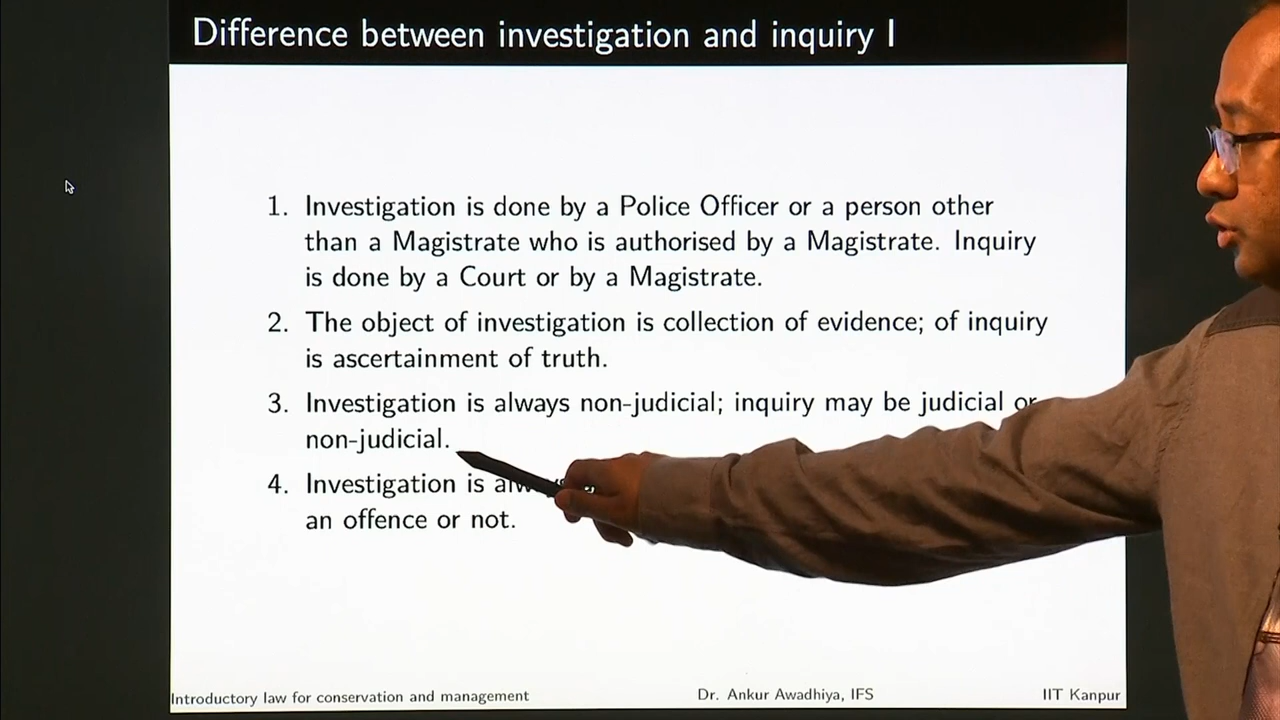 Difference between investigation and inquiry I
1. Investigation is done by a Police Officer or a person other
than a Magistrate who is authorised by a Magistrate. Inquiry
is done by a Court or by a Magistrate.
2. The object of investigation is collection of evidence; of inquiry
is ascertainment of truth.
3. Investigation is always non-judicial; inquiry may be judicial or
non-judicial.
4. Investigation is always
an offence or not.
Introductory law for conservation and management Dr. Ankur Awadhiya, IFS IIT Kanpur